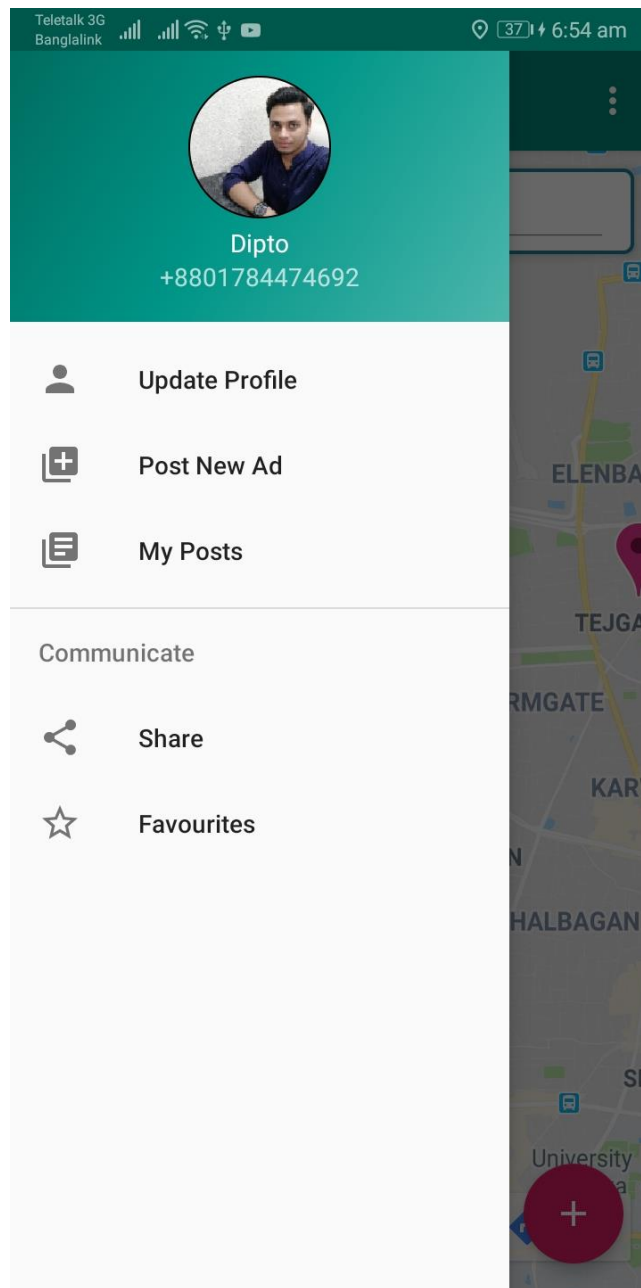 Teletalk 3G
Banglalink
37
6:54 am
Dipto
+8801784474692
Update Profile
Post New Ad
My Posts
Communicate
Share
Favourites
ELENBA
TEJGA
RMGATE
KAR
N
HALBAGAN
University